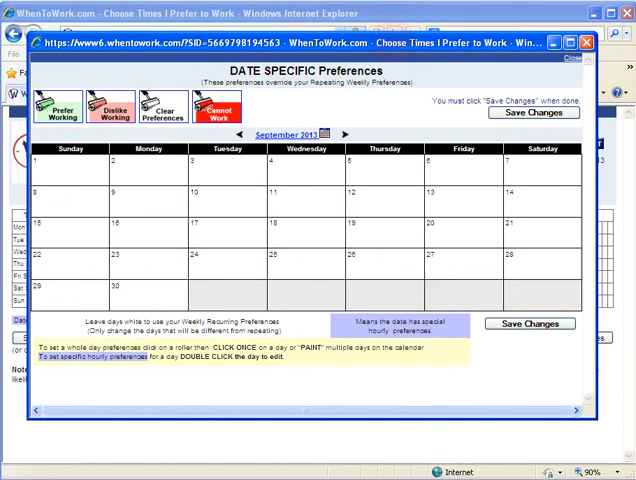 WhenToWork.com - Choose Times I Prefer to Work - Windows Internet Explorer
https://www6.whentowork.com/?SID=5669798194563 - WhenToWork.com - Choose Times I Prefer to Work - Win...
Close
DATE SPECIFIC Preferences
(These preferences override your Repeating Weekly Preferences)
Prefer Working
Dislike Working
Clear Preferences
Cannot Work
You must click "Save Changes" when done.
Save Changes
September 2013
Sunday Monday Tuesday Wednesday Thursday Friday Saturday
1 2 3 4 5 6 7
8 9 10 11 12 13 14
15 16 17 18 19 20 21
22 23 24 25 26 27 28
29 30
Leave days white to use your Weekly Recurring Preferences
(Only change the days that will be different from repeating)
Means the date has special
hourly preferences.
Save Changes
To set a whole day preferences click on a roller then CLICK ONCE on a day or "PAINT" multiple days on the calendar
To set specific hourly preferences for a day DOUBLE CLICK the day to edit.
Mon
Tue
Wed
Thu
Fri
Sat
Sun
Internet
90%